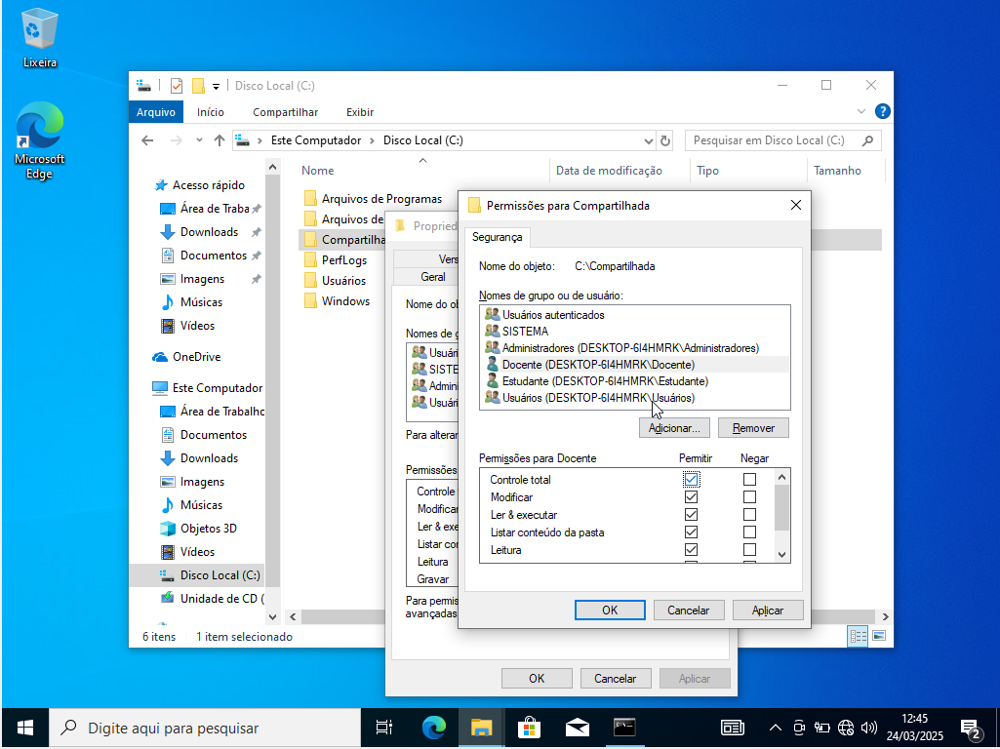 Lixeira
Microsoft
Edge
Disco Local (C:)
Arquivo
Início
Compartilhar
Exibir
Este Computador
Disco Local (C:)
Pesquisar em Disco Local (C:)
Nome
Data de modificação
Tipo
Tamanho
Acesso rápido
Área de Traba
Downloads
Documentos
Imagens
Músicas
Vídeos
OneDrive
Este Computador
Área de Trabalho
Documentos
Downloads
Imagens
Músicas
Objetos 3D
Vídeos
Disco Local (C:)
Unidade de CD (
Arquivos de Programas
Arquivos de
Compartilha
PerfLogs
Usuários
Windows
6 itens
1 item selecionado
Propried
Vers
Geral
Nome do ob
Nomes de g
Usuári
SISTE
Admini
Usuári
Para alterar
Permissões
Controle
Modificar
Ler & exe
Listar co
Leitura
Gravar
Para permis
avançadas
OK
Cancelar
Aplicar
Permissões para Compartilhada
Segurança
Nome do objeto:
C:\Compartilhada
Nomes de grupo ou de usuário:
Usuários autenticados
SISTEMA
Administradores (DESKTOP-6I4HMRK\Administradores)
Docente (DESKTOP-6I4HMRK\Docente)
Estudante (DESKTOP-6I4HMRK\Estudante)
Usuários (DESKTOP-6I4HMRK\Usuários)
Adicionar...
Remover
Permissões para Docente
Permitir
Negar
Controle total
Modificar
Ler & executar
Listar conteúdo da pasta
Leitura
OK
Cancelar
Aplicar
Digite aqui para pesquisar
12:45
24/03/2025
2